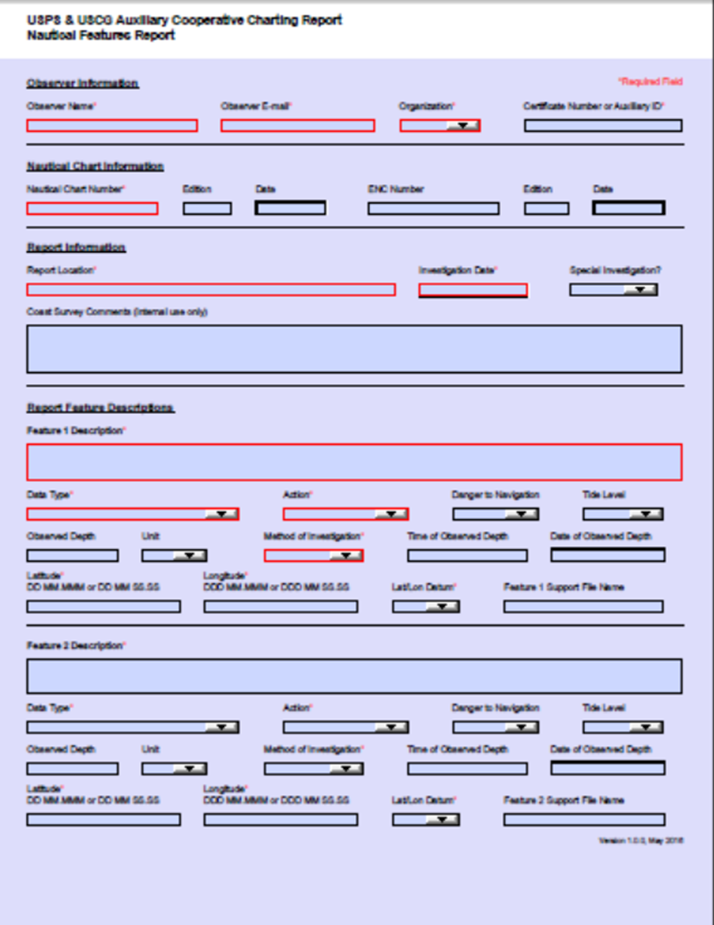 USPS & USCG Auxiliary Cooperative Charting Report
Nautical Features Report
Observer Information *Required Field
Observer Name* Observer E-mail* Organization* Certificate Number or Auxiliary ID*
Nautical Chart Information
Nautical Chart Number* Edition Date ENC Number Edition Date
Report Information
Report Location* Investigation Date* Special Investigation?
Coast Survey Comments (Internal use only)
Report Feature Descriptions
Feature 1 Description*
Data Type* Action* Danger to Navigation Tide Level
Observed Depth Unit Method of Investigation* Time of Observed Depth Date of Observed Depth
Latitude* Longitude*
DD MM.MMM or DD MM SS.SS DDD MM.MMM or DDD MM SS.SS Lat/Lon Datum* Feature 1 Support File Name
Feature 2 Description*
Data Type* Action* Danger to Navigation Tide Level
Observed Depth Unit Method of Investigation* Time of Observed Depth Date of Observed Depth
Latitude* Longitude*
DD MM.MMM or DD MM SS.SS DDD MM.MMM or DDD MM SS.SS Lat/Lon Datum* Feature 2 Support File Name
Version May 2016